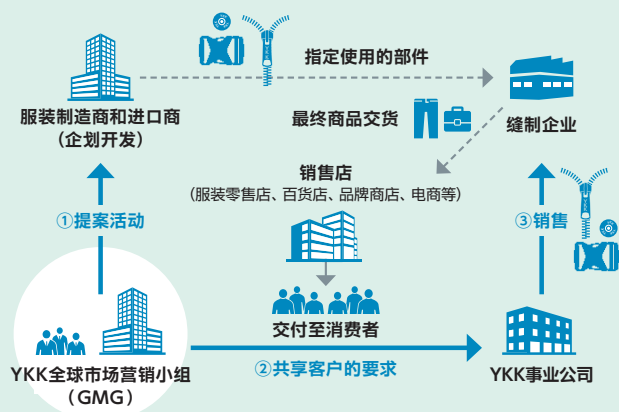 指定使用的部件
服装制造商和进口商
(企划开发)
最终商品交货
缝制企业
销售店
(服装零售店、百货店、品牌商店、电商等)
①提案活动
③销售
交付至消费者
YKK全球市场营销小组
(GMG)
②共享客户的要求
YKK事业公司